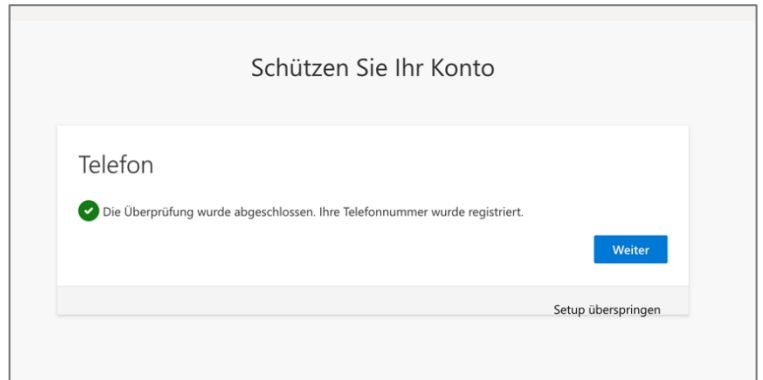 Schützen Sie Ihr Konto
Telefon
Die Überprüfung wurde abgeschlossen. Ihre Telefonnummer wurde registriert.
Weiter
Setup überspringen